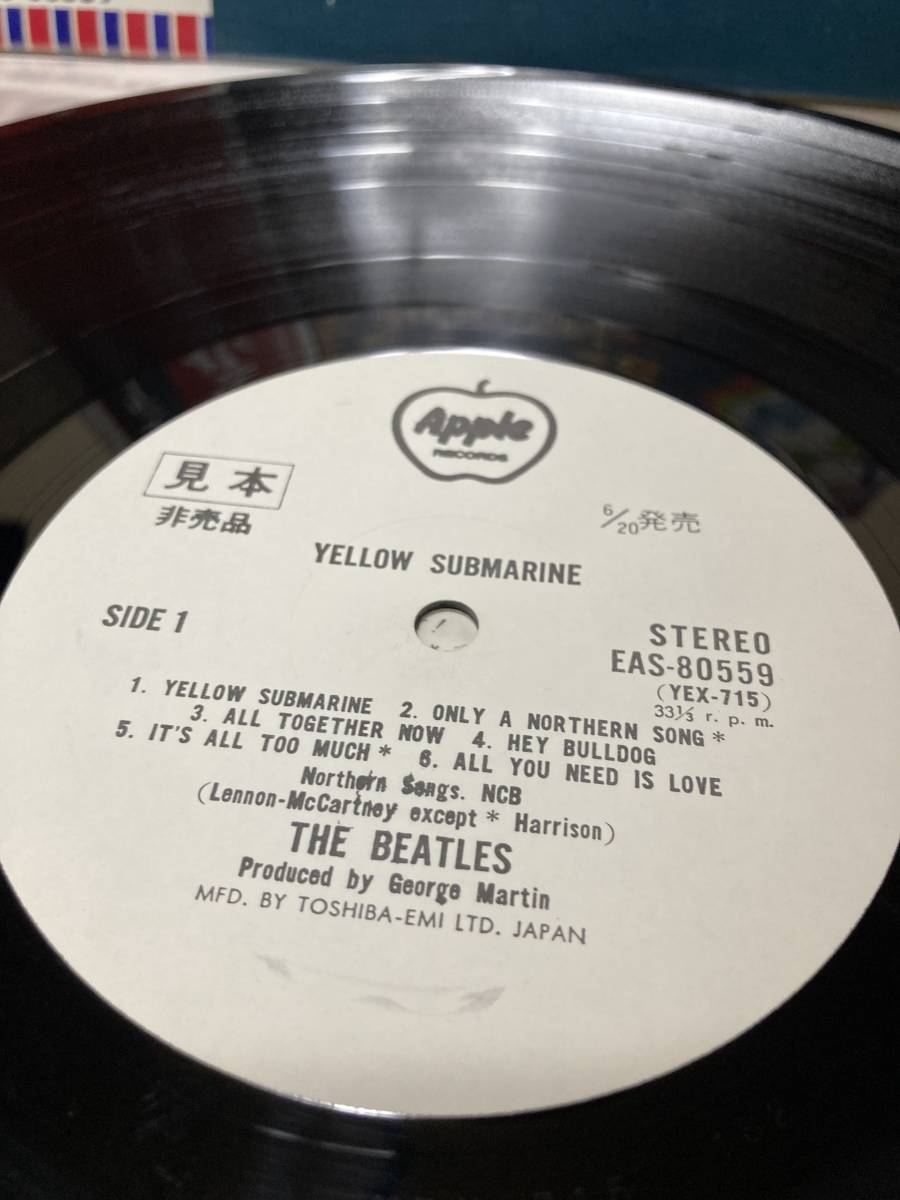 Apple
RECORDS
見本
非売品
6/20発売
YELLOW SUBMARINE
SIDE 1
STEREO
EAS-80559
(YEX-715)
33⅓ r. p. m.
1. YELLOW SUBMARINE 2. ONLY A NORTHERN SONG *
3. ALL TOGETHER NOW 4. HEY BULLDOG
5. IT'S ALL TOO MUCH * 6. ALL YOU NEED IS LOVE
Northern Songs. NCB
(Lennon-McCartney except * Harrison)
THE BEATLES
Produced by George Martin
MFD. BY TOSHIBA-EMI LTD. JAPAN